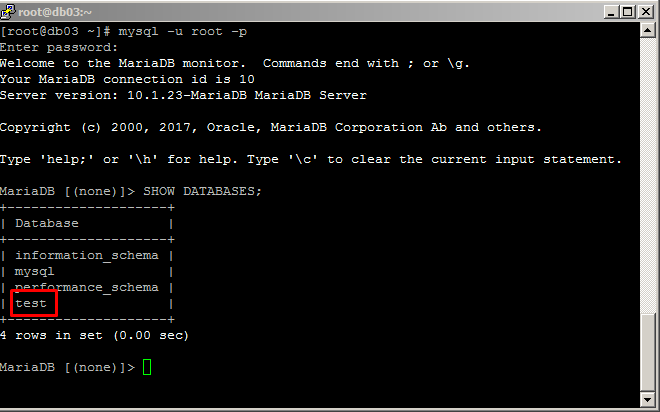 root@db03:~
[root@db03 ~]# mysql -u root -p
Enter password:
Welcome to the MariaDB monitor.  Commands end with ; or \g.
Your MariaDB connection id is 10
Server version: 10.1.23-MariaDB MariaDB Server

Copyright (c) 2000, 2017, Oracle, MariaDB Corporation Ab and others.

Type 'help;' or '\h' for help. Type '\c' to clear the current input statement.

MariaDB [(none)]> SHOW DATABASES;
+--------------------+
| Database           |
+--------------------+
| information_schema |
| mysql              |
| performance_schema |
| test               |
+--------------------+
4 rows in set (0.00 sec)

MariaDB [(none)]>